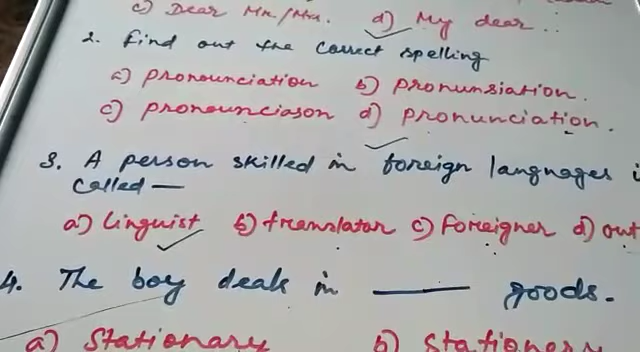 c) Dear Mr./Mrs. d) My dear ..
2. Find out the correct spelling
a) pronounciation b) pronunsiation.
c) pronounciason d) pronunciation.
3. A person skilled in foreign languages i
called —
a) linguist b) translator c) foreigner d) out
4. The boy deals in ______ goods.
a) stationary b) stationery